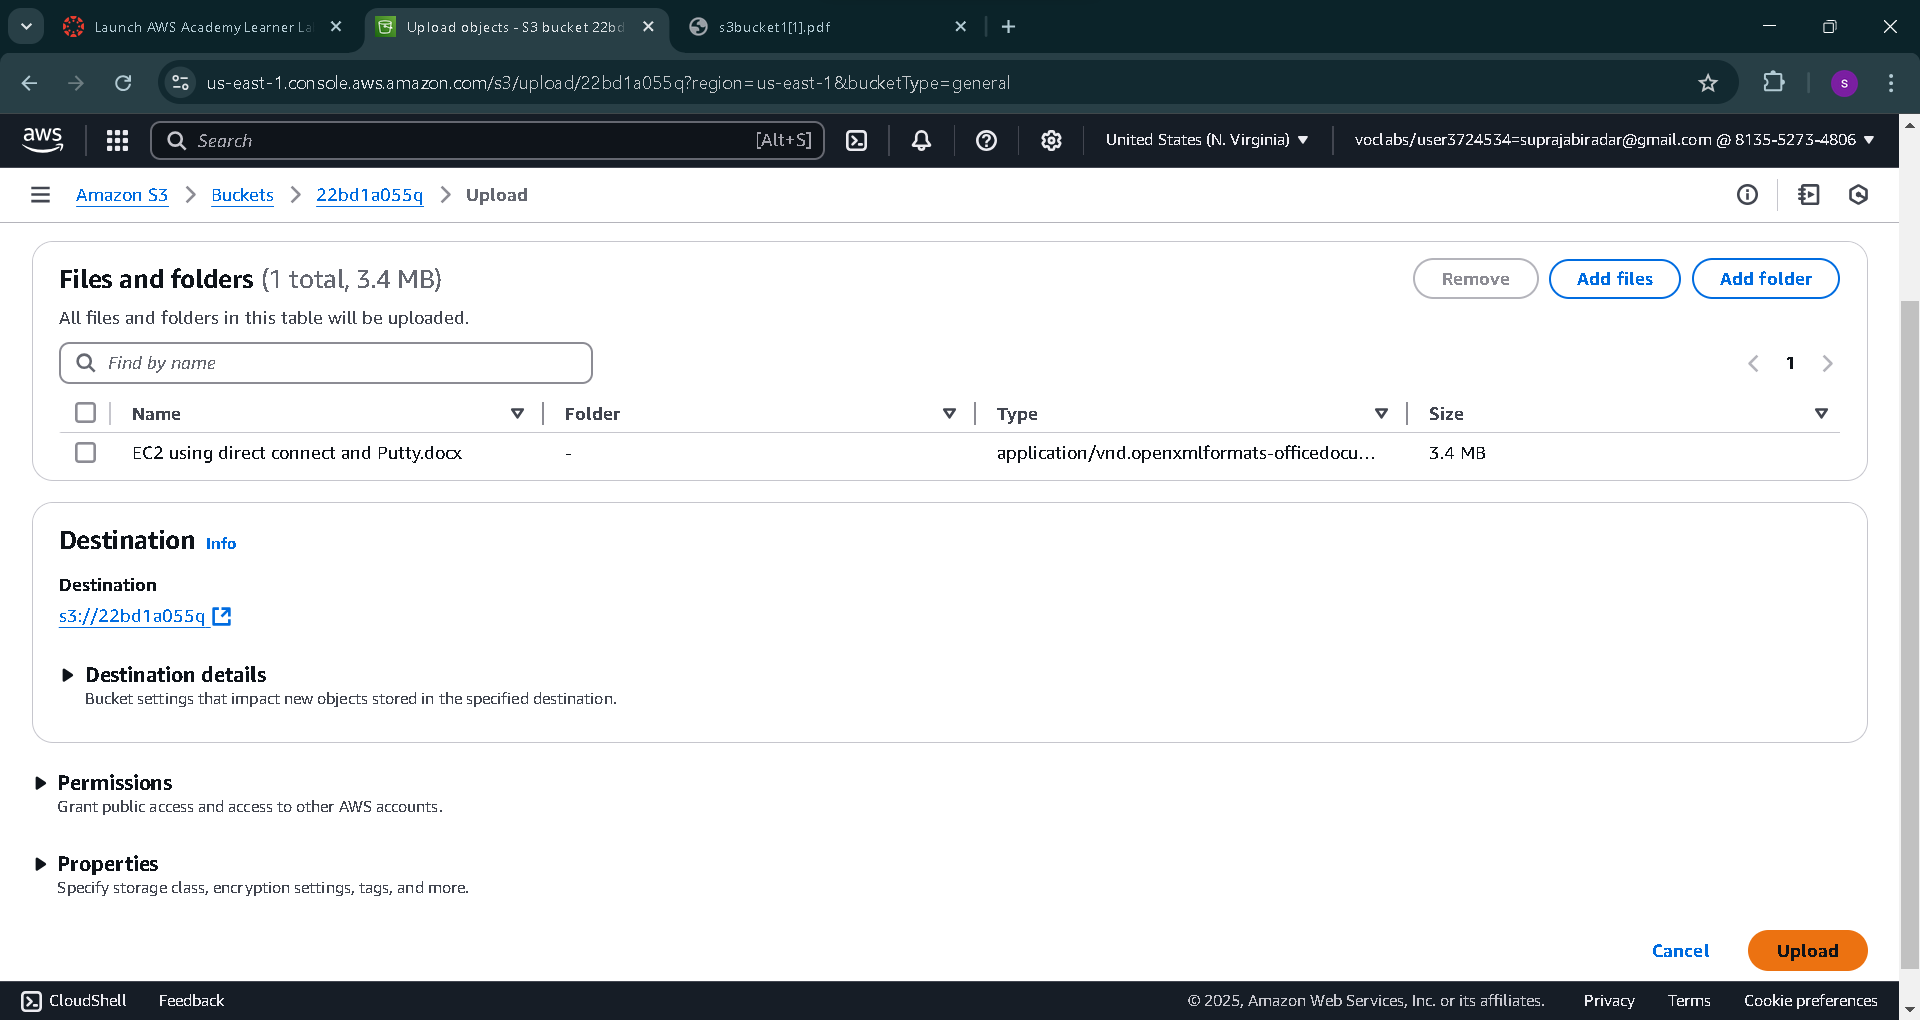 Launch AWS Academy Learner La
Upload objects - S3 bucket 22bd
s3bucket1[1].pdf
us-east-1.console.aws.amazon.com/s3/upload/22bd1a055q?region=us-east-1&bucketType=general
s
aws
Search
[Alt+S]
United States (N. Virginia)
voclabs/user3724534=suprajabiradar@gmail.com @ 8135-5273-4806
Amazon S3
Buckets
22bd1a055q
Upload
Files and folders (1 total, 3.4 MB)
Remove
Add files
Add folder
All files and folders in this table will be uploaded.
Find by name
1
Name
Folder
Type
Size
EC2 using direct connect and Putty.docx
-
application/vnd.openxmlformats-officedocu...
3.4 MB
Destination Info
Destination
s3://22bd1a055q
Destination details
Bucket settings that impact new objects stored in the specified destination.
Permissions
Grant public access and access to other AWS accounts.
Properties
Specify storage class, encryption settings, tags, and more.
Cancel
Upload
CloudShell
Feedback
© 2025, Amazon Web Services, Inc. or its affiliates.
Privacy
Terms
Cookie preferences